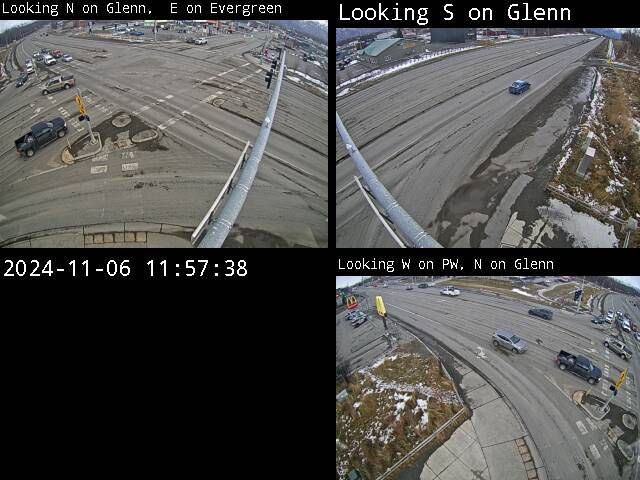 Looking N on Glenn,  E on Evergreen
Looking S on Glenn
2024-11-06 11:57:38
Looking W on PW, N on Glenn